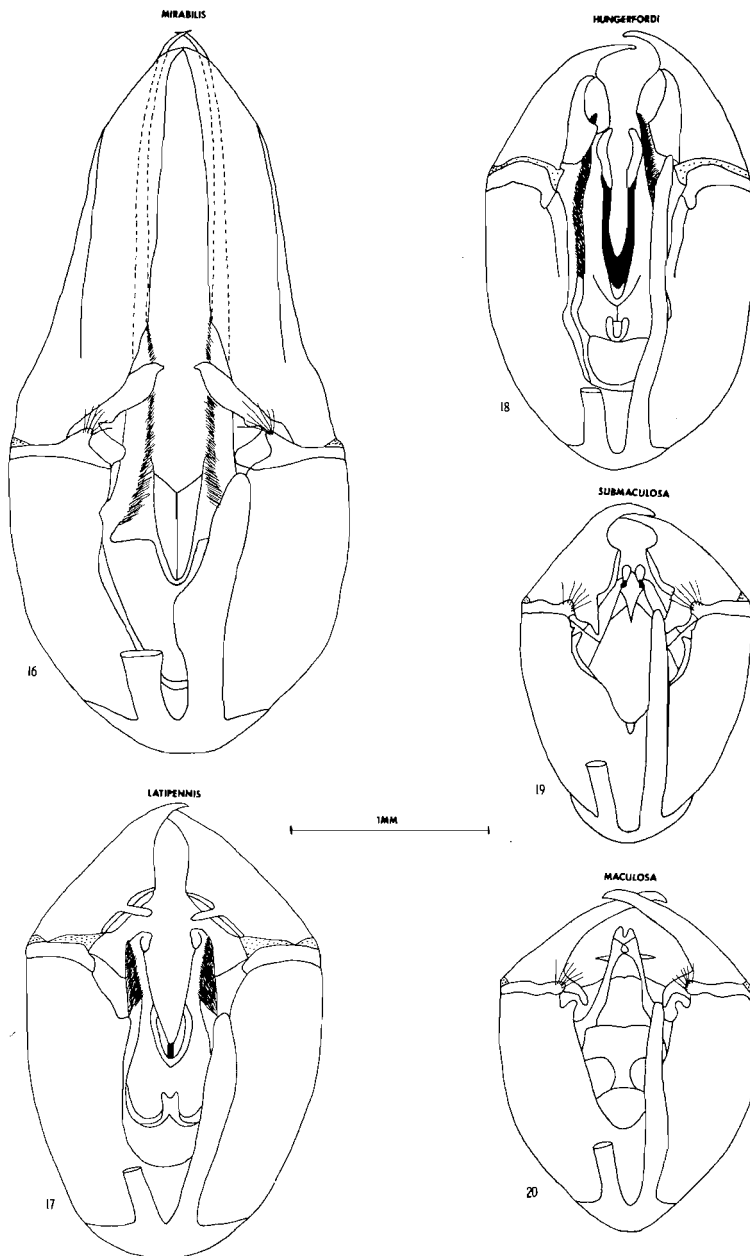 MIRABILIS
16
LATIPENNIS
17
1MM
HUNGERFORDI
18
SUBMACULOSA
19
MACULOSA
20